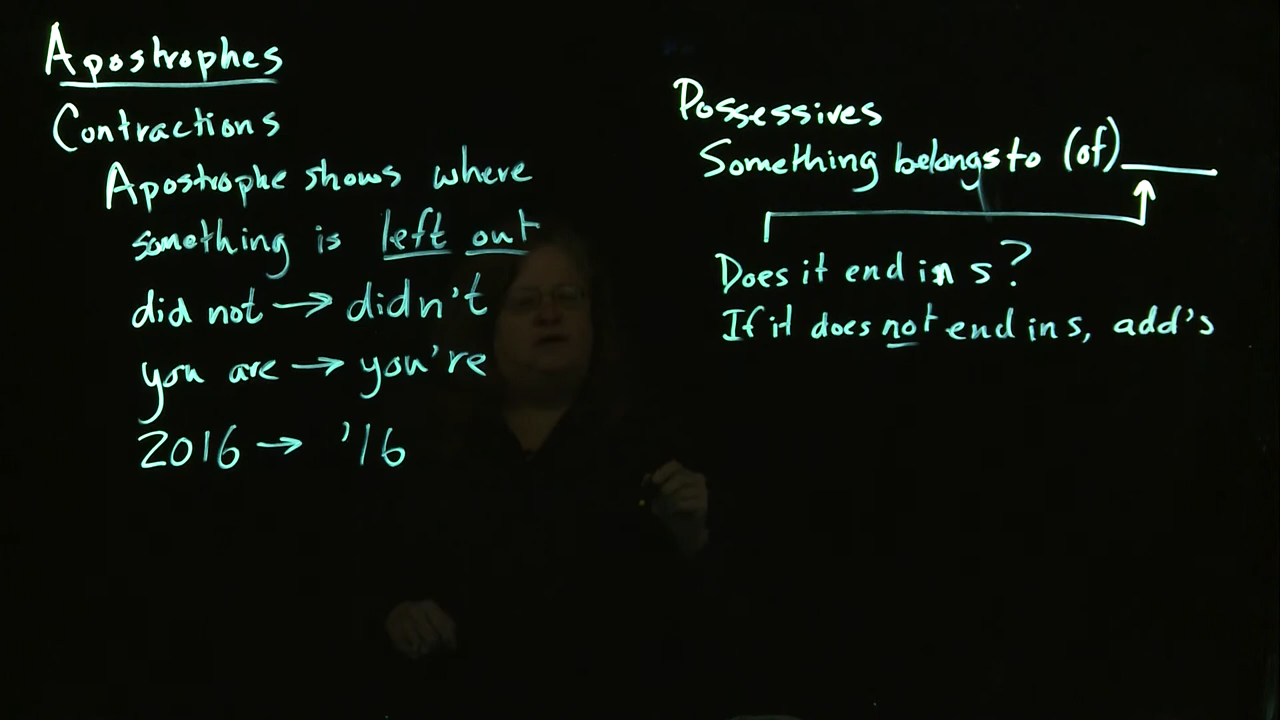 Apostrophes
Contractions
Apostrophe shows where
something is left out
did not → didn't
you are → you're
2016 → '16
Possessives
Something belongs to (of)____
Does it end in s?
If it does not end in s, add 's